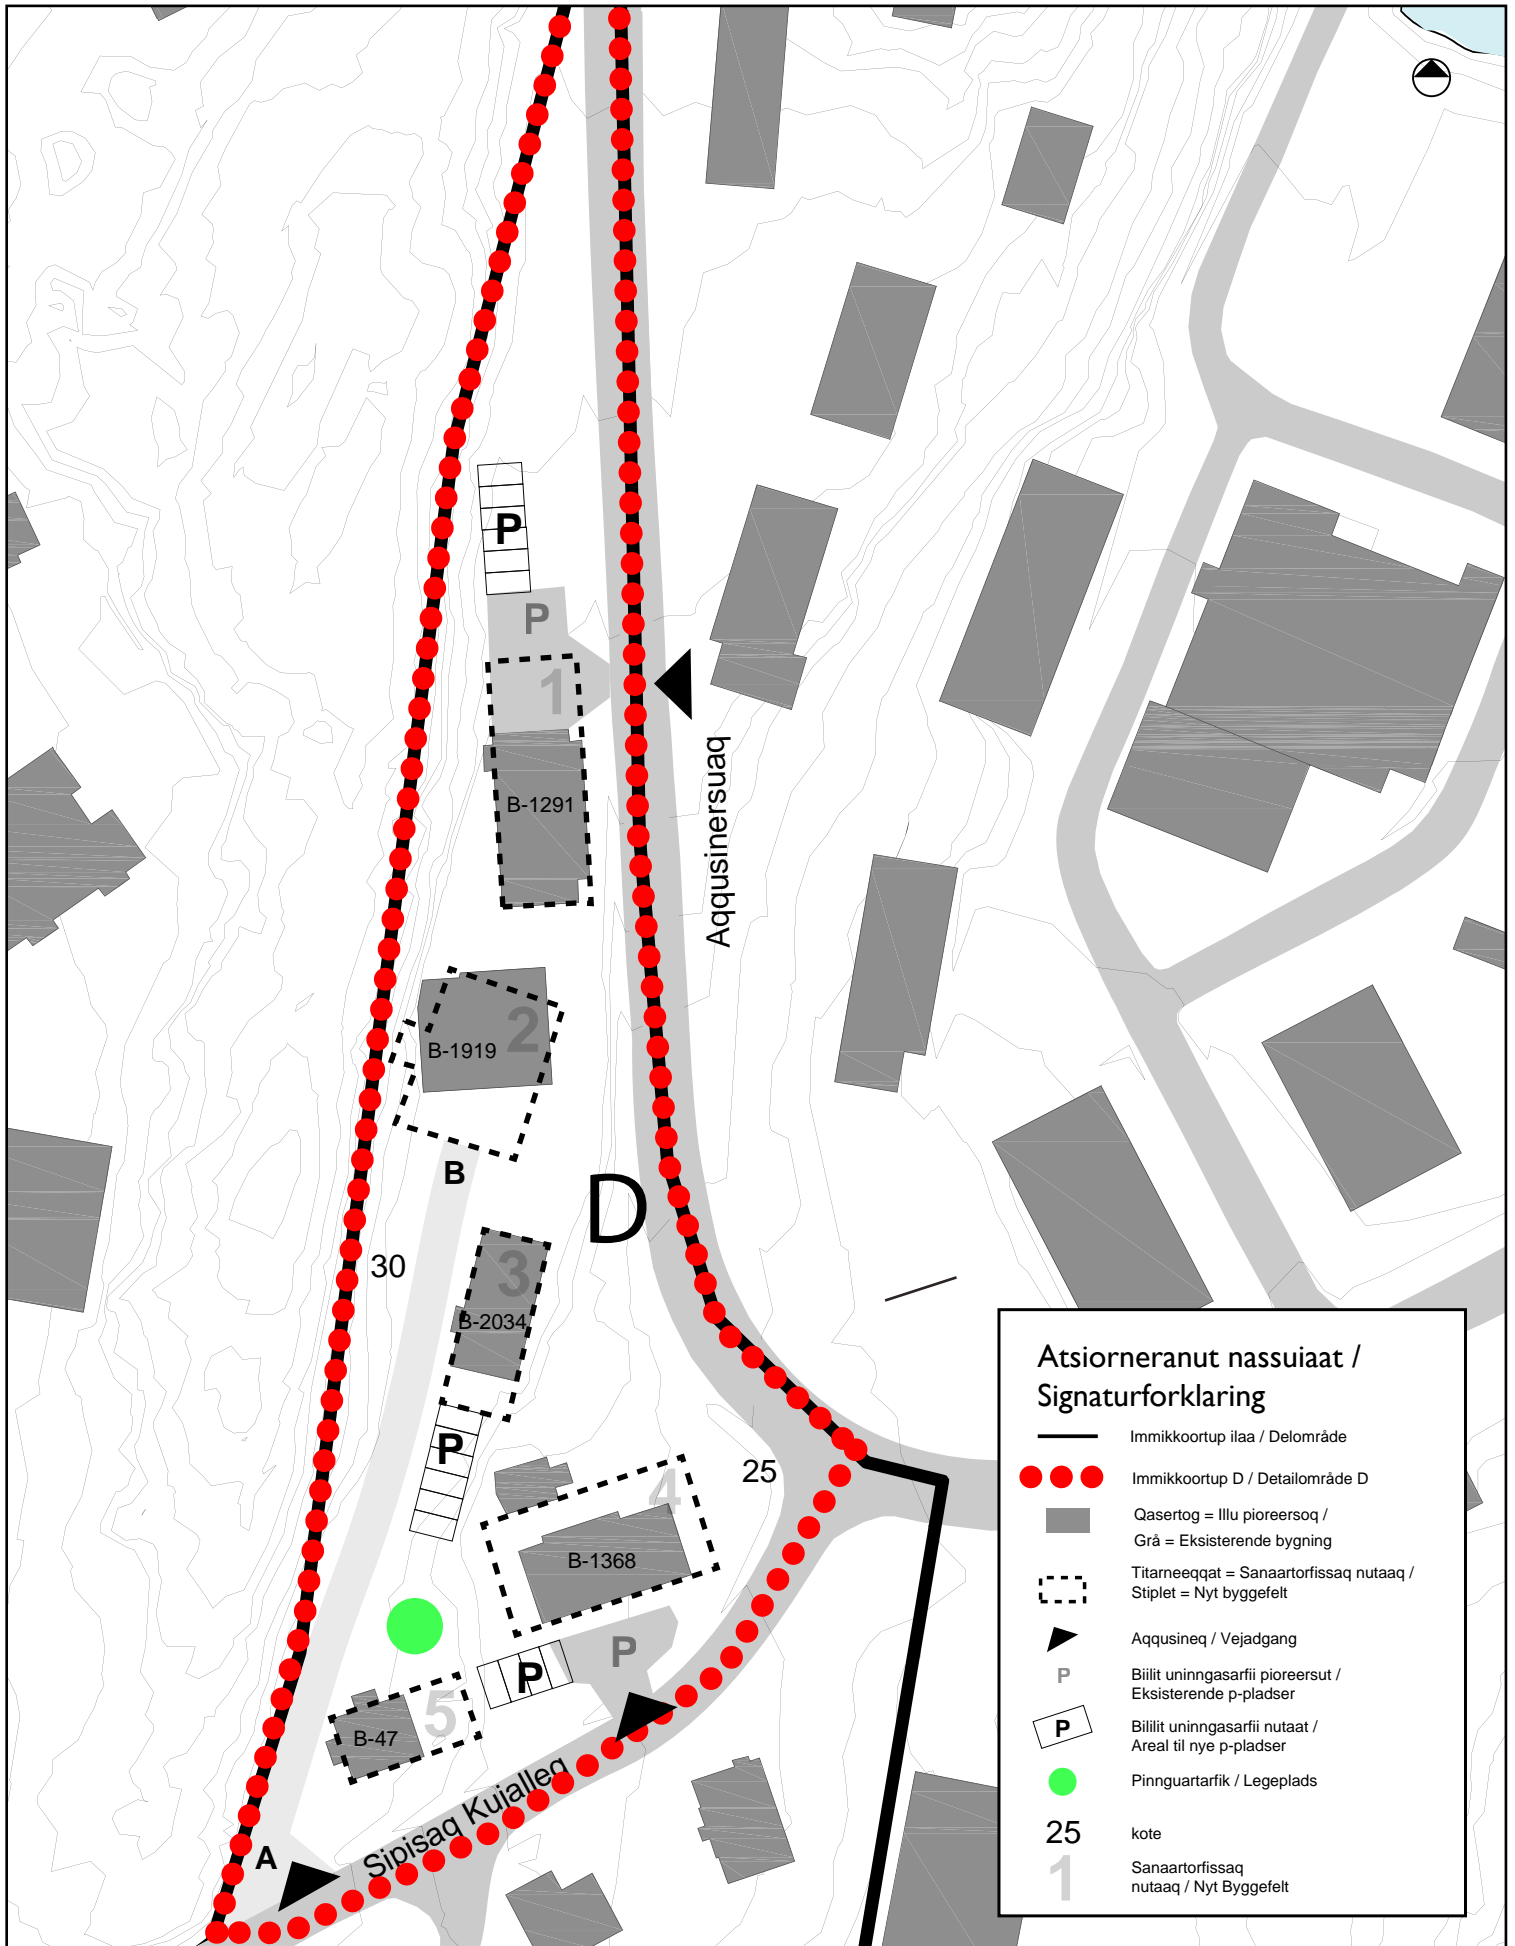 P
P
1
B-1291
Aqqusinersuaq
2
B-1919
B
D
30
3
B-2034
P
25
4
B-1368
P
P
5
B-47
Sipisaq Kujalleq
A
Atsiorneranut nassuiaat /
Signaturforklaring
Immikkoortup ilaa / Delområde
Immikkoortup D / Detailområde D
Qasertog = Illu pioreersoq /
Grå = Eksisterende bygning
Titarneeqqat = Sanaartorfissaq nutaaq /
Stiplet = Nyt byggefelt
Aqqusineq / Vejadgang
P
Biilit uninngasarfii pioreersut /
Eksisterende p-pladser
P
Bililit uninngasarfii nutaat /
Areal til nye p-pladser
Pinnguartarfik / Legeplads
25
kote
1
Sanaartorfissaq
nutaaq / Nyt Byggefelt